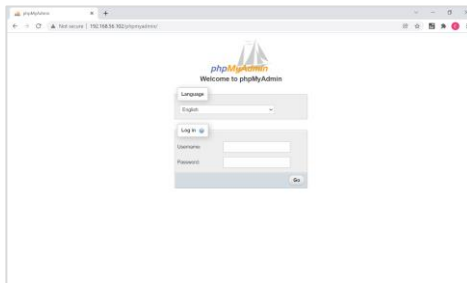 phpMyAdmin
Not secure | 192.168.56.102/phpmyadmin/
phpMyAdmin
Welcome to phpMyAdmin
Language
English
Log in
Username:
Password:
Go